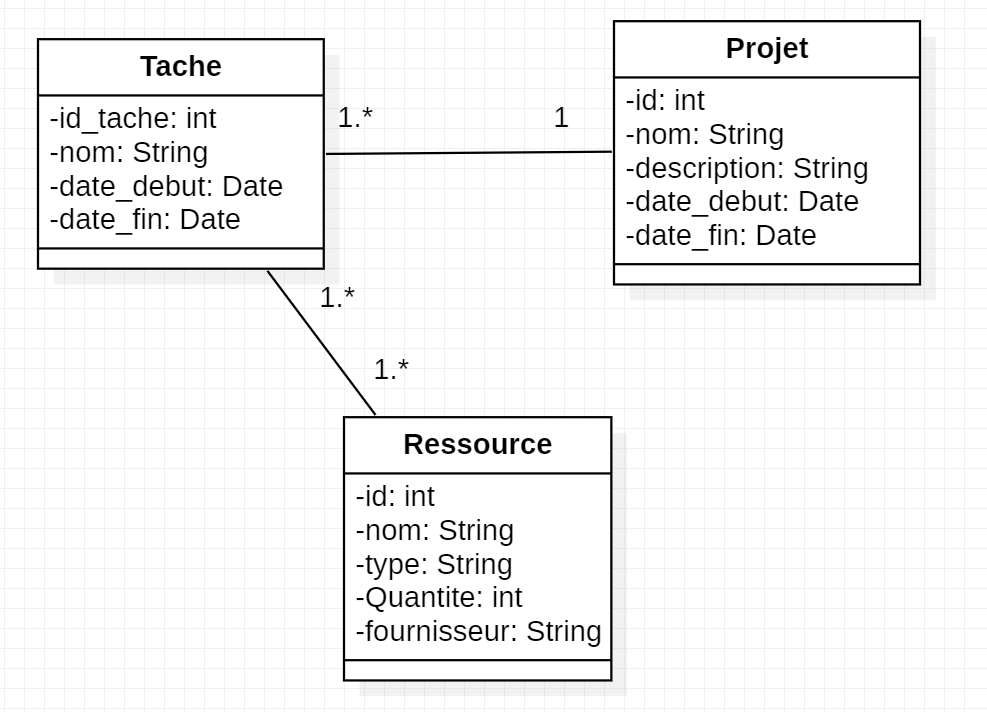 Tache
-id_tache: int
-nom: String
-date_debut: Date
-date_fin: Date
1.*
1
Projet
-id: int
-nom: String
-description: String
-date_debut: Date
-date_fin: Date
1.*
1.*
Ressource
-id: int
-nom: String
-type: String
-Quantite: int
-fournisseur: String